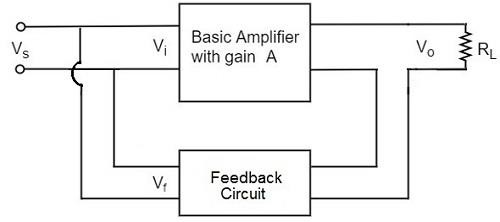 Vs
Vi
Basic Amplifier
with gain A
Vo
RL
Vf
Feedback
Circuit